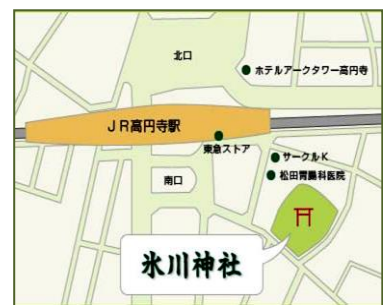 北口
ホテルアークタワー高円寺
JR高円寺駅
東急ストア
サークルK
南口
松田胃腸科医院
氷川神社